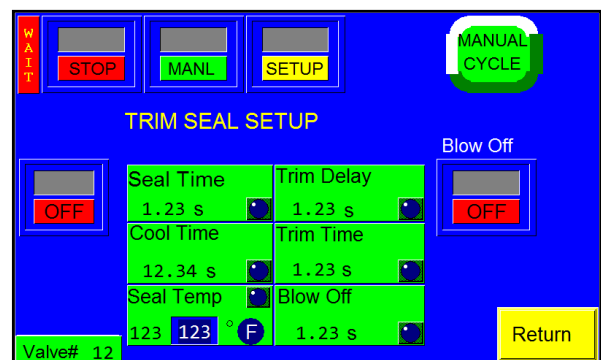 WAIT
STOP
MANL
SETUP
MANUAL
CYCLE
TRIM SEAL SETUP
Blow Off
OFF
Seal Time
1.23 s
Trim Delay
1.23 s
OFF
Cool Time
12.34 s
Trim Time
1.23 s
Seal Temp
123 123 ° F
Blow Off
1.23 s
Valve# 12
Return